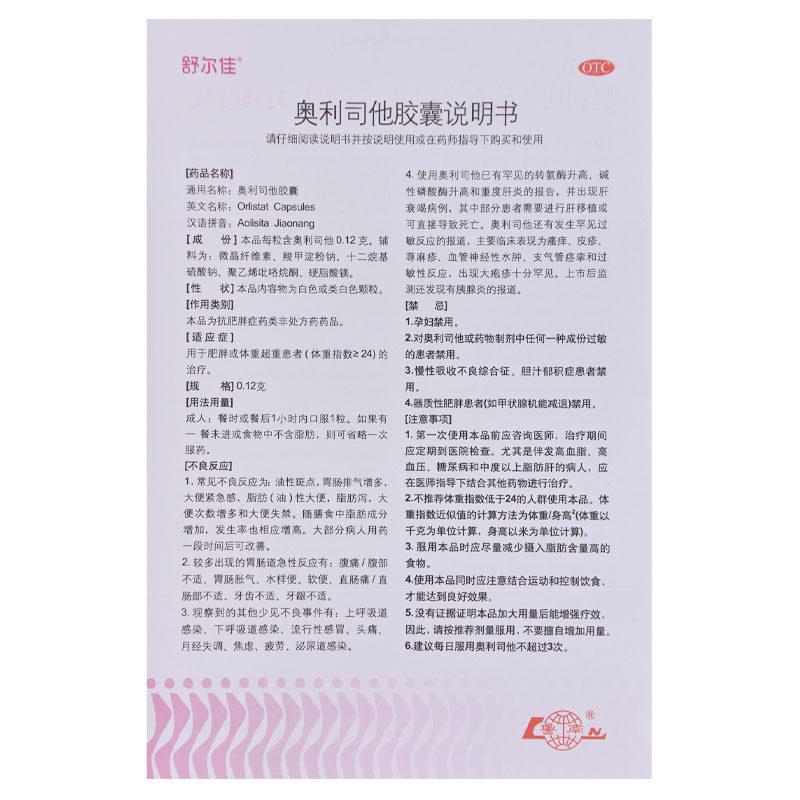 舒尔佳®
OTC
奥利司他胶囊说明书
请仔细阅读说明书并按说明使用或在药师指导下购买和使用
[药品名称]
通用名称：奥利司他胶囊
英文名称：Orlistat Capsules
汉语拼音：Aolisita Jiaonang
[成 份] 本品每粒含奥利司他 0.12 克。辅
料为：微晶纤维素、羧甲淀粉钠、十二烷基
硫酸钠、聚乙烯吡咯烷酮、硬脂酸镁。
[性 状] 本品内容物为白色或类白色颗粒。
[作用类别]
本品为抗肥胖症药类非处方药药品。
[适应症]
用于肥胖或体重超重患者（体重指数≥24）的
治疗。
[规 格] 0.12克
[用法用量]
成人：餐时或餐后1小时内口服1粒。如果有
一 餐未进或食物中不含脂肪，则可省略一次
服药。
[不良反应]
1. 常见不良反应为：油性斑点，胃肠排气增多，
大便紧急感，脂肪（油）性大便，脂肪泻，大
便次数增多和大便失禁。随膳食中脂肪成分
增加，发生率也相应增高。大部分病人用药
一段时间后可改善。
2. 较多出现的胃肠道急性反应有：腹痛/腹部
不适、胃肠胀气、水样便、软便、直肠痛/直
肠部不适、牙齿不适、牙龈不适。
3. 观察到的其他少见不良事件有：上呼吸道
感染、下呼吸道感染、流行性感冒、头痛、
月经失调、焦虑、疲劳、泌尿道感染。
4. 使用奥利司他已有罕见的转氨酶升高、碱
性磷酸酶升高和重度肝炎的报告，并出现肝
衰竭病例，其中部分患者需要进行肝移植或
可直接导致死亡。奥利司他还有发生罕见过
敏反应的报道，主要临床表现为瘙痒、皮疹、
荨麻疹、血管神经性水肿、支气管痉挛和过
敏性反应，出现大疱疹十分罕见。上市后监
测还发现有胰腺炎的报道。
[禁 忌]
1.孕妇禁用。
2.对奥利司他或药物制剂中任何一种成份过敏
的患者禁用。
3.慢性吸收不良综合征、胆汁郁积症患者禁
用。
4.器质性肥胖患者(如甲状腺机能减退)禁用。
[注意事项]
1. 第一次使用本品前应咨询医师，治疗期间
应定期到医院检查。尤其是伴发高血脂、高
血压、糖尿病和中度以上脂肪肝的病人，应
在医师指导下结合其他药物进行治疗。
2.不推荐体重指数低于24的人群使用本品。体
重指数近似值的计算方法为体重/身高²(体重以
千克为单位计算，身高以米为单位计算)。
3. 服用本品时应尽量减少摄入脂肪含量高的
食物。
4.使用本品同时应注意结合运动和控制饮食，
才能达到良好效果。
5.没有证据证明本品加大用量后能增强疗效，
因此，请按推荐剂量服用，不要擅自增加用量。
6.建议每日服用奥利司他不超过3次。
鲁南®